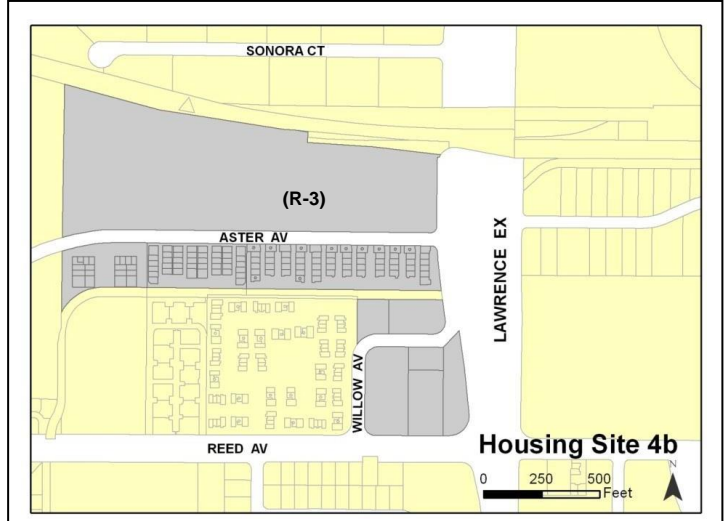 SONORA CT
(R-3)
ASTER AV
LAWRENCE EX
WILLOW AV
REED AV
Housing Site 4b
N
0 250 500
Feet